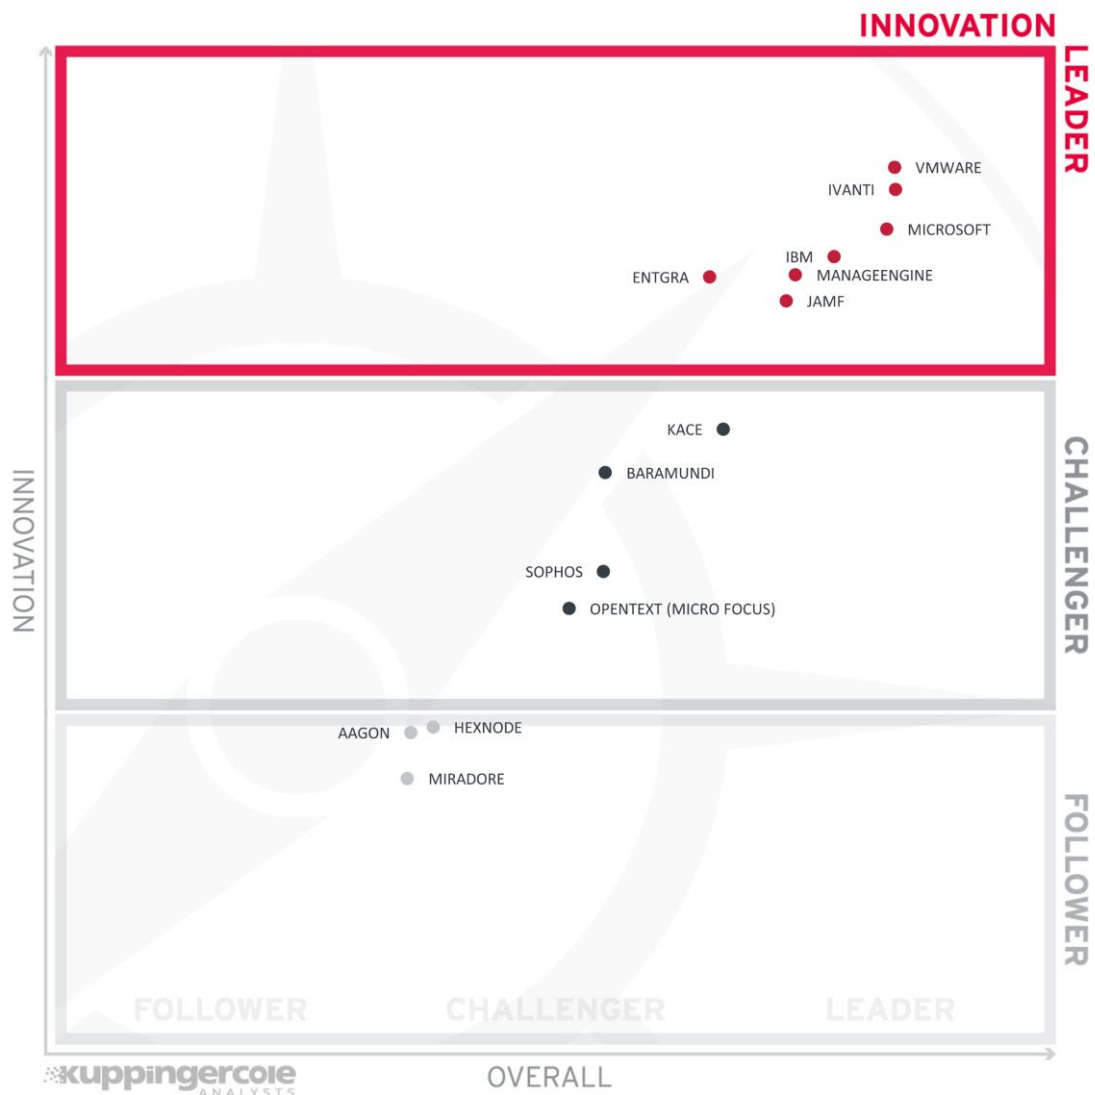 INNOVATION
LEADER
VMWARE
IVANTI
MICROSOFT
IBM
ENTGRA
MANAGEENGINE
JAMF
KACE
BARAMUNDI
CHALLENGER
INNOVATION
SOPHOS
OPENTEXT (MICRO FOCUS)
HEXNODE
AAGON
MIRADORE
FOLLOWER
FOLLOWER CHALLENGER LEADER
kuppingercole
ANALYSTS
OVERALL